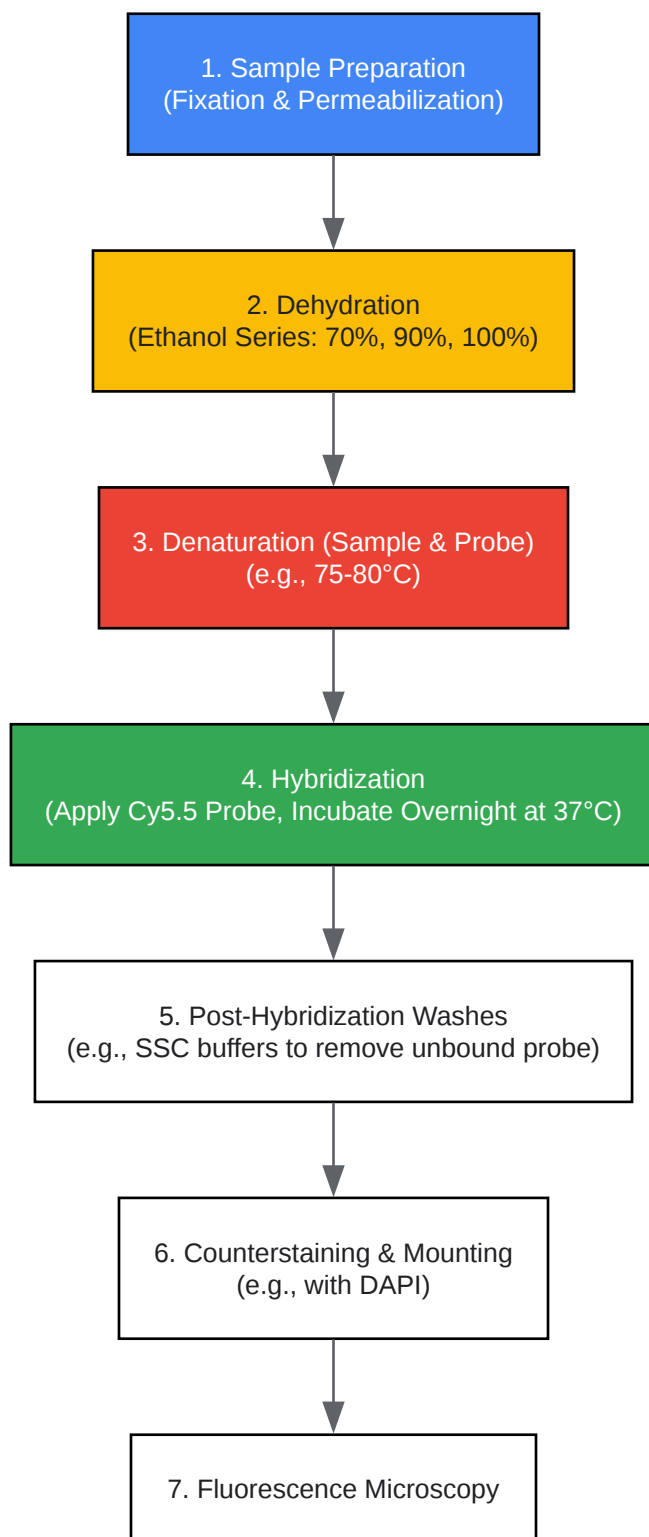 1. Sample Preparation
(Fixation & Permeabilization)
2. Dehydration
(Ethanol Series: 70%, 90%, 100%)
3. Denaturation (Sample & Probe)
(e.g., 75-80°C)
4. Hybridization
(Apply Cy5.5 Probe, Incubate Overnight at 37°C)
5. Post-Hybridization Washes
(e.g., SSC buffers to remove unbound probe)
6. Counterstaining & Mounting
(e.g., with DAPI)
7. Fluorescence Microscopy